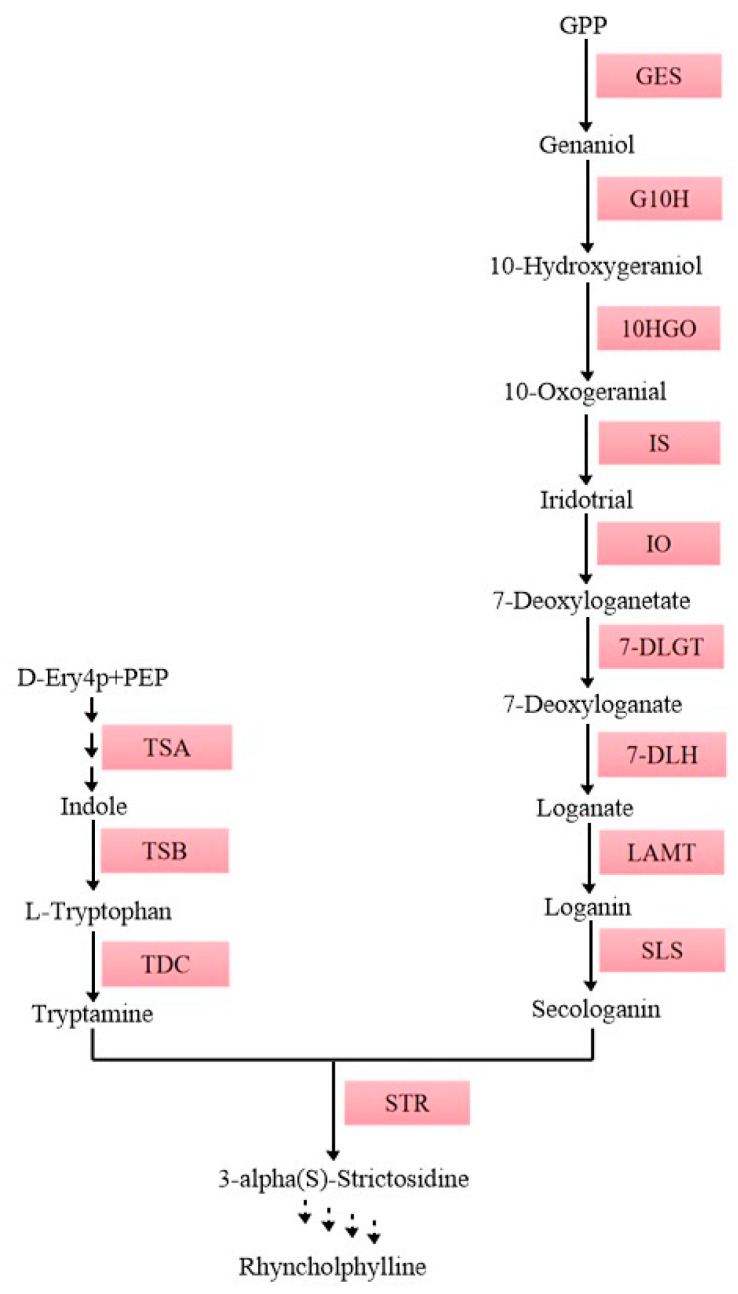 GPP
GES
Genaniol
G10H
10-Hydroxygeraniol
10HGO
10-Oxogeranial
IS
Iridotrial
IO
7-Deoxyloganetate
7-DLGT
7-Deoxyloganate
7-DLH
Loganate
LAMT
Loganin
SLS
Secologanin
D-Ery4p+PEP
TSA
Indole
TSB
L-Tryptophan
TDC
Tryptamine
STR
3-alpha(S)-Strictosidine
Rhyncholphylline